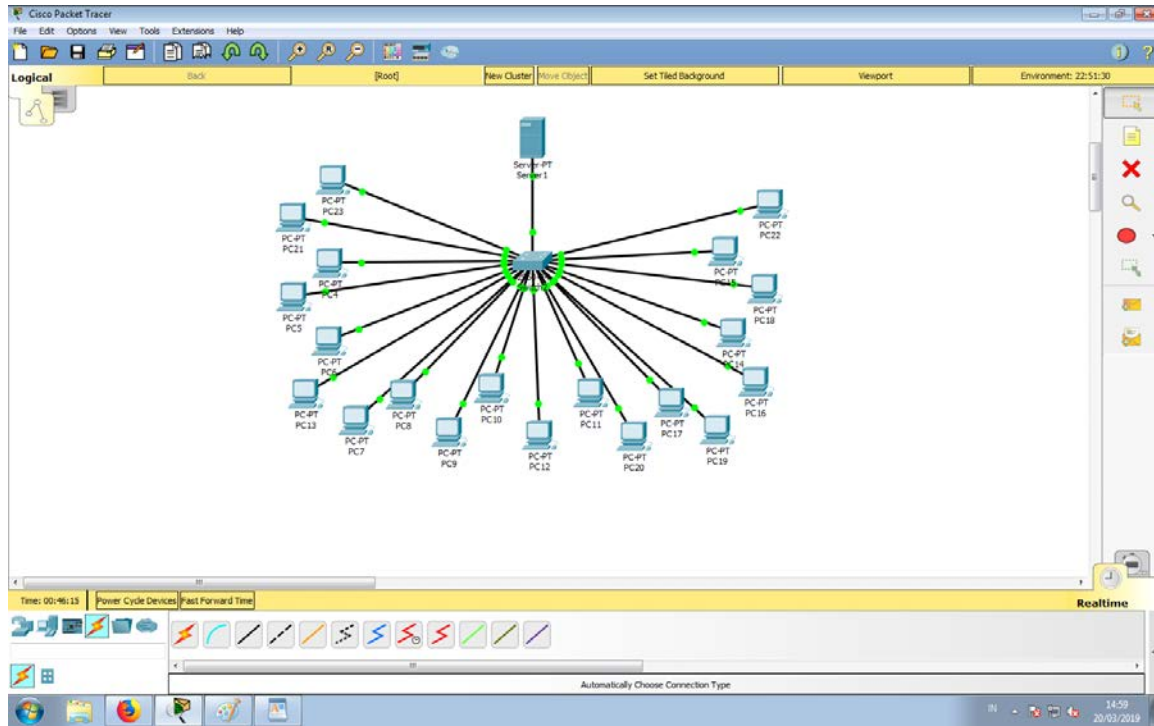 Cisco Packet Tracer
File Edit Options View Tools Extensions Help
Logical
Back
[Root]
New Cluster
Move Object
Set Tiled Background
Viewport
Environment: 22:51:30
Server-PT
Server1
PC-PT
PC23
PC-PT
PC22
PC-PT
PC21
PC-PT
PC4
PC-PT
PC-PT
PC5
PC-PT
PC18
PC-PT
PC6
PC-PT
PC14
PC-PT
PC16
PC-PT
PC13
PC-PT
PC7
PC-PT
PC8
PC-PT
PC9
PC-PT
PC10
PC-PT
PC12
PC-PT
PC11
PC-PT
PC20
PC-PT
PC17
PC-PT
PC19
Time: 00:46:15
Power Cycle Devices
Fast Forward Time
Realtime
Automatically Choose Connection Type
IN
14:59
20/03/2019